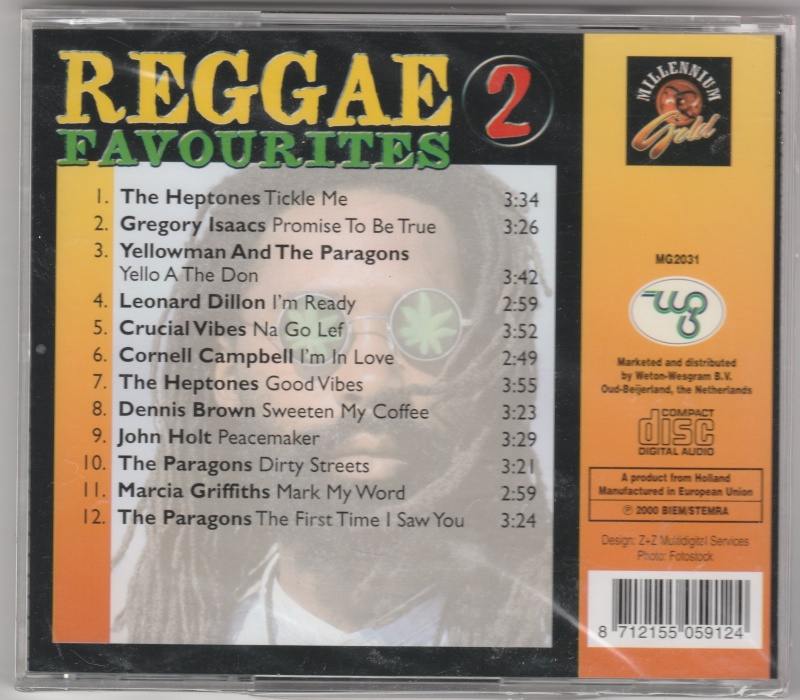 REGGAE 2
FAVOURITES
1. The Heptones Tickle Me 3:34
2. Gregory Isaacs Promise To Be True 3:26
3. Yellowman And The Paragons
Yello A The Don 3:42
4. Leonard Dillon I'm Ready 2:59
5. Crucial Vibes Na Go Lef 3:52
6. Cornell Campbell I'm In Love 2:49
7. The Heptones Good Vibes 3:55
8. Dennis Brown Sweeten My Coffee 3:23
9. John Holt Peacemaker 3:29
10. The Paragons Dirty Streets 3:21
11. Marcia Griffiths Mark My Word 2:59
12. The Paragons The First Time I Saw You 3:24
MILLENNIUM
Gold
MG2031
Marketed and distributed
by Weton-Wesgram B.V.
Oud-Beijerland, the Netherlands
COMPACT
disc
DIGITAL AUDIO
A product from Holland
Manufactured in European Union
℗ 2000 BIEM/STEMRA
Design: Z+Z Multidigital Services
Photo: Fotostock
8 712155 059124